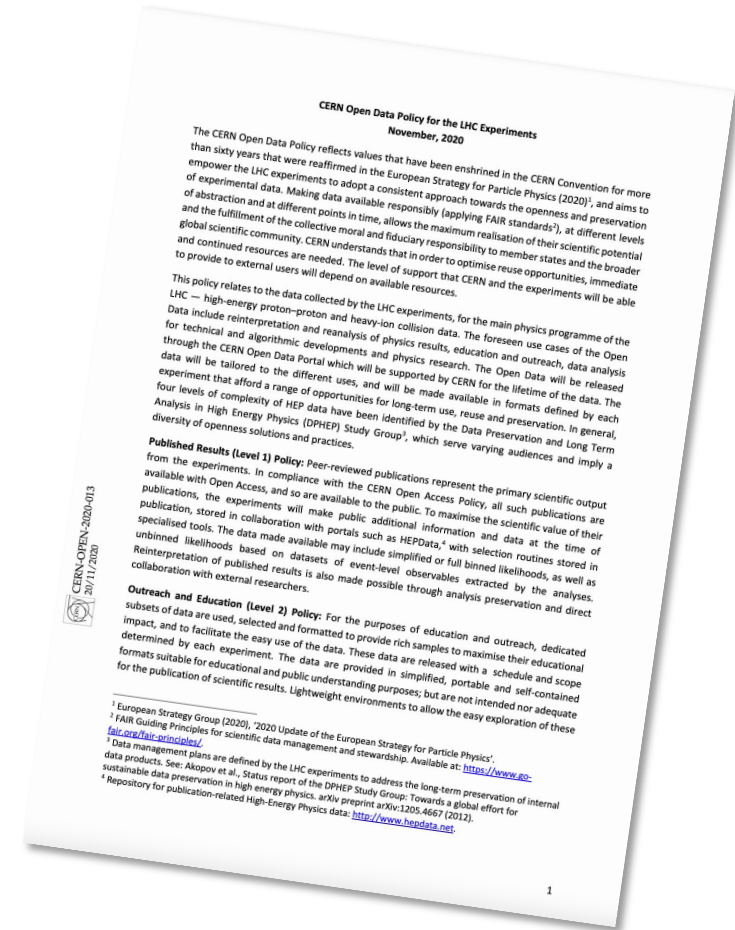 CERN Open Data Policy for the LHC Experiments
November, 2020
The CERN Open Data Policy reflects values that have been enshrined in the CERN Convention for more
than sixty years that were reaffirmed in the European Strategy for Particle Physics (2020)¹, and aims to
empower the LHC experiments to adopt a consistent approach towards the openness and preservation
of experimental data. Making data available responsibly (applying FAIR standards²), at different levels
of abstraction and at different points in time, allows the maximum realisation of their scientific potential
and the fulfillment of the collective moral and fiduciary responsibility to member states and the broader
global scientific community. CERN understands that in order to optimise reuse opportunities, immediate
and continued resources are needed. The level of support that CERN and the experiments will be able
to provide to external users will depend on available resources.
This policy relates to the data collected by the LHC experiments, for the main physics programme of the
LHC — high-energy proton–proton and heavy-ion collision data. The foreseen use cases of the Open
Data include reinterpretation and reanalysis of physics results, education and outreach, data analysis
for technical and algorithmic developments and physics research. The Open Data will be released
through the CERN Open Data Portal which will be supported by CERN for the lifetime of the data. The
data will be tailored to the different uses, and will be made available in formats defined by each
experiment that afford a range of opportunities for long-term use, reuse and preservation. In general,
four levels of complexity of HEP data have been identified by the Data Preservation and Long Term
Analysis in High Energy Physics (DPHEP) Study Group³, which serve varying audiences and imply a
diversity of openness solutions and practices.
Published Results (Level 1) Policy: Peer-reviewed publications represent the primary scientific output
from the experiments. In compliance with the CERN Open Access Policy, all such publications are
available with Open Access, and so are available to the public. To maximise the scientific value of their
publications, the experiments will make public additional information and data at the time of
publication, stored in collaboration with portals such as HEPData,⁴ with selection routines stored in
specialised tools. The data made available may include simplified or full binned likelihoods, as well as
unbinned likelihoods based on datasets of event-level observables extracted by the analyses.
Reinterpretation of published results is also made possible through analysis preservation and direct
collaboration with external researchers.
Outreach and Education (Level 2) Policy: For the purposes of education and outreach, dedicated
subsets of data are used, selected and formatted to provide rich samples to maximise their educational
impact, and to facilitate the easy use of the data. These data are released with a schedule and scope
determined by each experiment. The data are provided in simplified, portable and self-contained
formats suitable for educational and public understanding purposes; but are not intended nor adequate
for the publication of scientific results. Lightweight environments to allow the easy exploration of these
¹ European Strategy Group (2020), '2020 Update of the European Strategy for Particle Physics'.
² FAIR Guiding Principles for scientific data management and stewardship. Available at: https://www.go-
fair.org/fair-principles/.
³ Data management plans are defined by the LHC experiments to address the long-term preservation of internal
data products. See: Akopov et al., Status report of the DPHEP Study Group: Towards a global effort for
sustainable data preservation in high energy physics. arXiv preprint arXiv:1205.4667 (2012).
⁴ Repository for publication-related High-Energy Physics data: http://www.hepdata.net.
1
CERN-OPEN-2020-013
20/11/2020